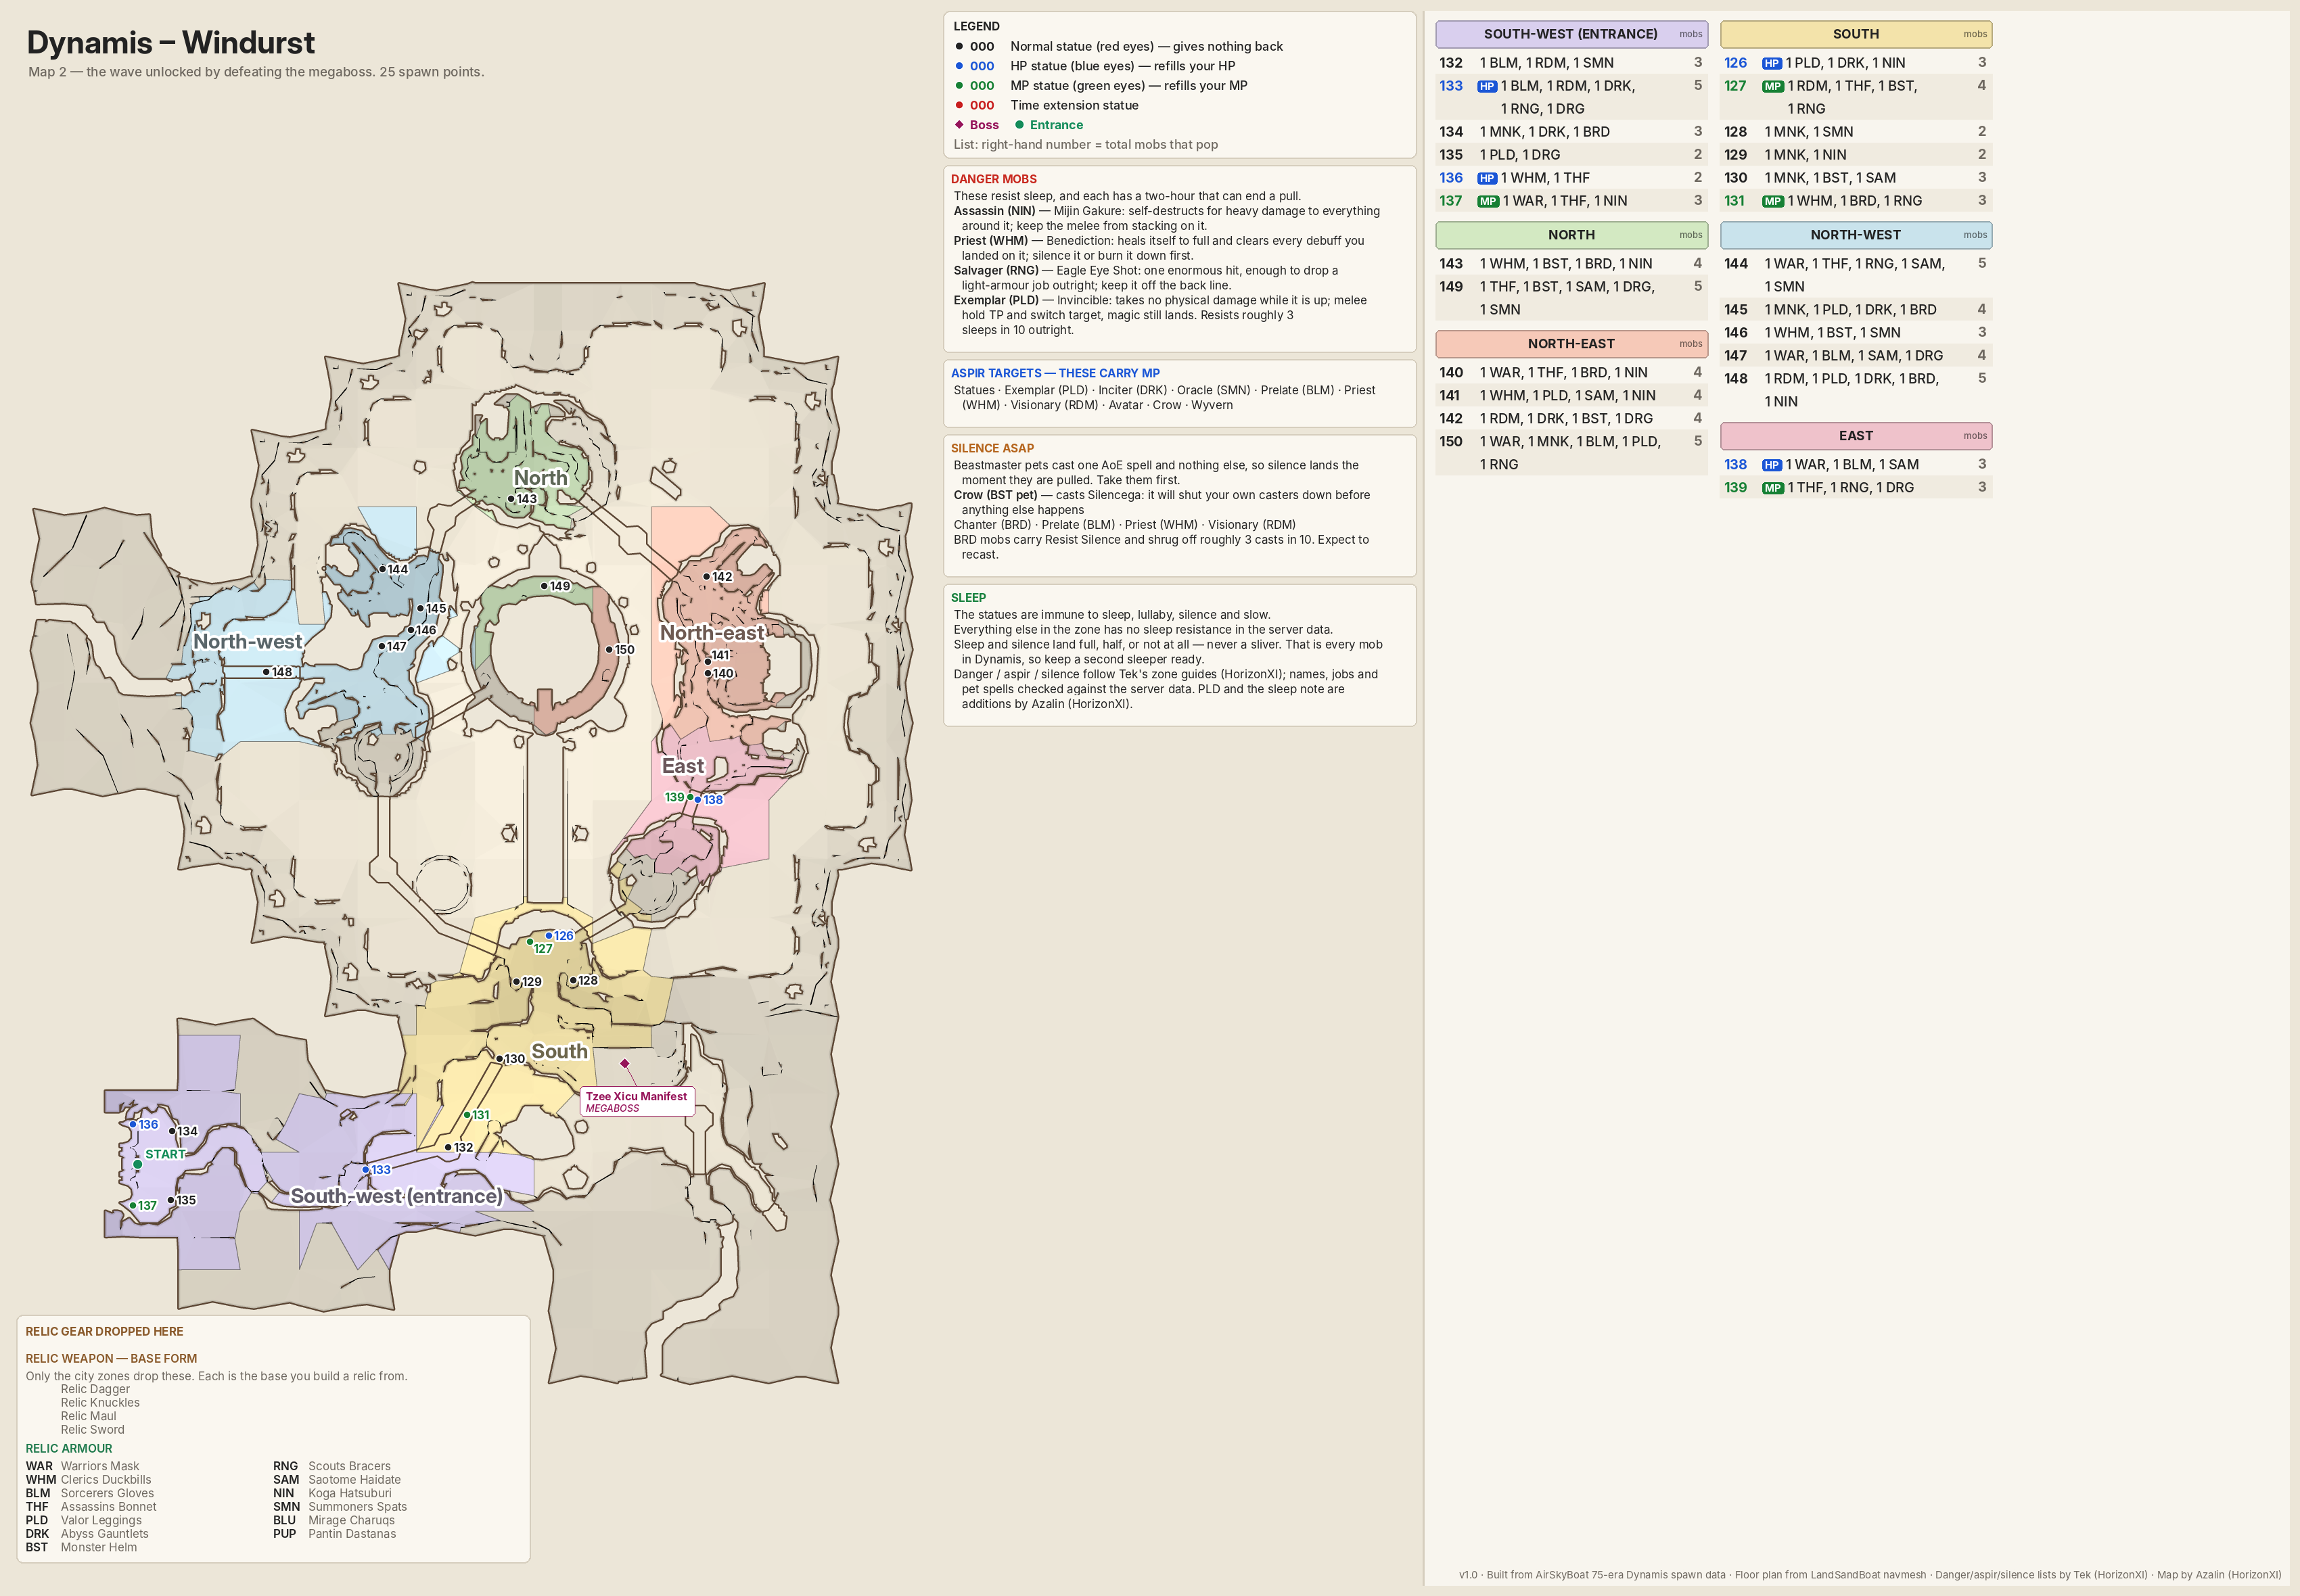 Dynamis – Windurst
Map 2 — the wave unlocked by defeating the megaboss. 25 spawn points.
North
143
144
145
146
147
North-west
148
149
150
142
North-east
141
140
East
139
138
126
127
129
128
130
South
Tzee Xicu Manifest
MEGABOSS
131
132
133
136
134
START
137
135
South-west (entrance)
RELIC GEAR DROPPED HERE
RELIC WEAPON — BASE FORM
Only the city zones drop these. Each is the base you build a relic from.
Relic Dagger
Relic Knuckles
Relic Maul
Relic Sword
RELIC ARMOUR
WAR Warriors Mask
WHM Clerics Duckbills
BLM Sorcerers Gloves
THF Assassins Bonnet
PLD Valor Leggings
DRK Abyss Gauntlets
BST Monster Helm
RNG Scouts Bracers
SAM Saotome Haidate
NIN Koga Hatsuburi
SMN Summoners Spats
BLU Mirage Charuqs
PUP Pantin Dastanas
LEGEND
000 Normal statue (red eyes) — gives nothing back
000 HP statue (blue eyes) — refills your HP
000 MP statue (green eyes) — refills your MP
000 Time extension statue
Boss Entrance
List: right-hand number = total mobs that pop
DANGER MOBS
These resist sleep, and each has a two-hour that can end a pull.
Assassin (NIN) — Mijin Gakure: self-destructs for heavy damage to everything
around it; keep the melee from stacking on it.
Priest (WHM) — Benediction: heals itself to full and clears every debuff you
landed on it; silence it or burn it down first.
Salvager (RNG) — Eagle Eye Shot: one enormous hit, enough to drop a
light-armour job outright; keep it off the back line.
Exemplar (PLD) — Invincible: takes no physical damage while it is up; melee
hold TP and switch target, magic still lands. Resists roughly 3
sleeps in 10 outright.
ASPIR TARGETS — THESE CARRY MP
Statues · Exemplar (PLD) · Inciter (DRK) · Oracle (SMN) · Prelate (BLM) · Priest
(WHM) · Visionary (RDM) · Avatar · Crow · Wyvern
SILENCE ASAP
Beastmaster pets cast one AoE spell and nothing else, so silence lands the
moment they are pulled. Take them first.
Crow (BST pet) — casts Silencega: it will shut your own casters down before
anything else happens
Chanter (BRD) · Prelate (BLM) · Priest (WHM) · Visionary (RDM)
BRD mobs carry Resist Silence and shrug off roughly 3 casts in 10. Expect to
recast.
SLEEP
The statues are immune to sleep, lullaby, silence and slow.
Everything else in the zone has no sleep resistance in the server data.
Sleep and silence land full, half, or not at all — never a sliver. That is every mob
in Dynamis, so keep a second sleeper ready.
Danger / aspir / silence follow Tek's zone guides (HorizonXI); names, jobs and
pet spells checked against the server data. PLD and the sleep note are
additions by Azalin (HorizonXI).
SOUTH-WEST (ENTRANCE) mobs
132 1 BLM, 1 RDM, 1 SMN 3
133 HP 1 BLM, 1 RDM, 1 DRK, 5
1 RNG, 1 DRG
134 1 MNK, 1 DRK, 1 BRD 3
135 1 PLD, 1 DRG 2
136 HP 1 WHM, 1 THF 2
137 MP 1 WAR, 1 THF, 1 NIN 3
NORTH mobs
143 1 WHM, 1 BST, 1 BRD, 1 NIN 4
149 1 THF, 1 BST, 1 SAM, 1 DRG, 5
1 SMN
NORTH-EAST mobs
140 1 WAR, 1 THF, 1 BRD, 1 NIN 4
141 1 WHM, 1 PLD, 1 SAM, 1 NIN 4
142 1 RDM, 1 DRK, 1 BST, 1 DRG 4
150 1 WAR, 1 MNK, 1 BLM, 1 PLD, 5
1 RNG
SOUTH mobs
126 HP 1 PLD, 1 DRK, 1 NIN 3
127 MP 1 RDM, 1 THF, 1 BST, 4
1 RNG
128 1 MNK, 1 SMN 2
129 1 MNK, 1 NIN 2
130 1 MNK, 1 BST, 1 SAM 3
131 MP 1 WHM, 1 BRD, 1 RNG 3
NORTH-WEST mobs
144 1 WAR, 1 THF, 1 RNG, 1 SAM, 5
1 SMN
145 1 MNK, 1 PLD, 1 DRK, 1 BRD 4
146 1 WHM, 1 BST, 1 SMN 3
147 1 WAR, 1 BLM, 1 SAM, 1 DRG 4
148 1 RDM, 1 PLD, 1 DRK, 1 BRD, 5
1 NIN
EAST mobs
138 HP 1 WAR, 1 BLM, 1 SAM 3
139 MP 1 THF, 1 RNG, 1 DRG 3
v1.0 · Built from AirSkyBoat 75-era Dynamis spawn data · Floor plan from LandSandBoat navmesh · Danger/aspir/silence lists by Tek (HorizonXI) · Map by Azalin (HorizonXI)